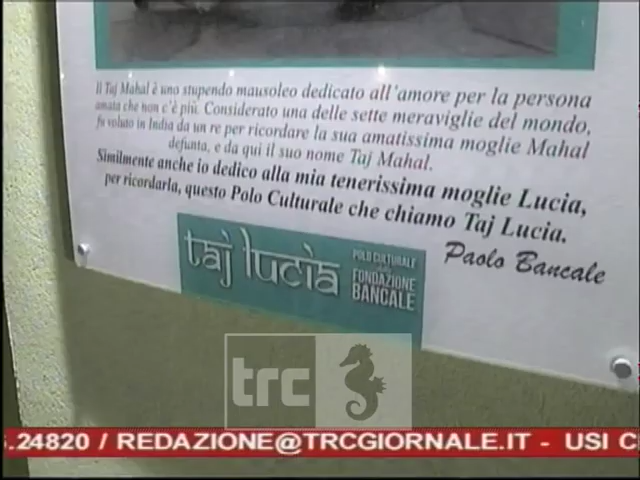 Il Taj Mahal è uno stupendo mausoleo dedicato all'amore per la persona
amata che non c'è più. Considerato una delle sette meraviglie del mondo,
fu voluto in India da un re per ricordare la sua amatissima moglie Mahal
defunta, e da qui il suo nome Taj Mahal.
Similmente anche io dedico alla mia tenerissima moglie Lucia,
per ricordarla, questo Polo Culturale che chiamo Taj Lucia.
Paolo Bancale
taj lucia
POLO CULTURALE
FONDAZIONE
BANCALE
trc
.24820 / REDAZIONE@TRCGIORNALE.IT - USI C